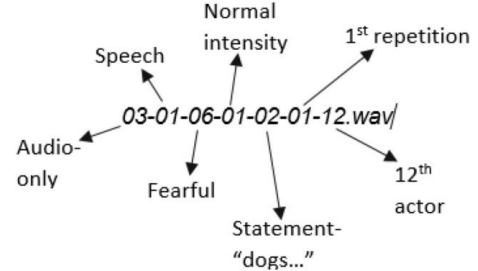 Normal
intensity
1st repetition
Speech
03-01-06-01-02-01-12.wav/
Audio-
only
Fearful
12th
actor
Statement-
“dogs...”